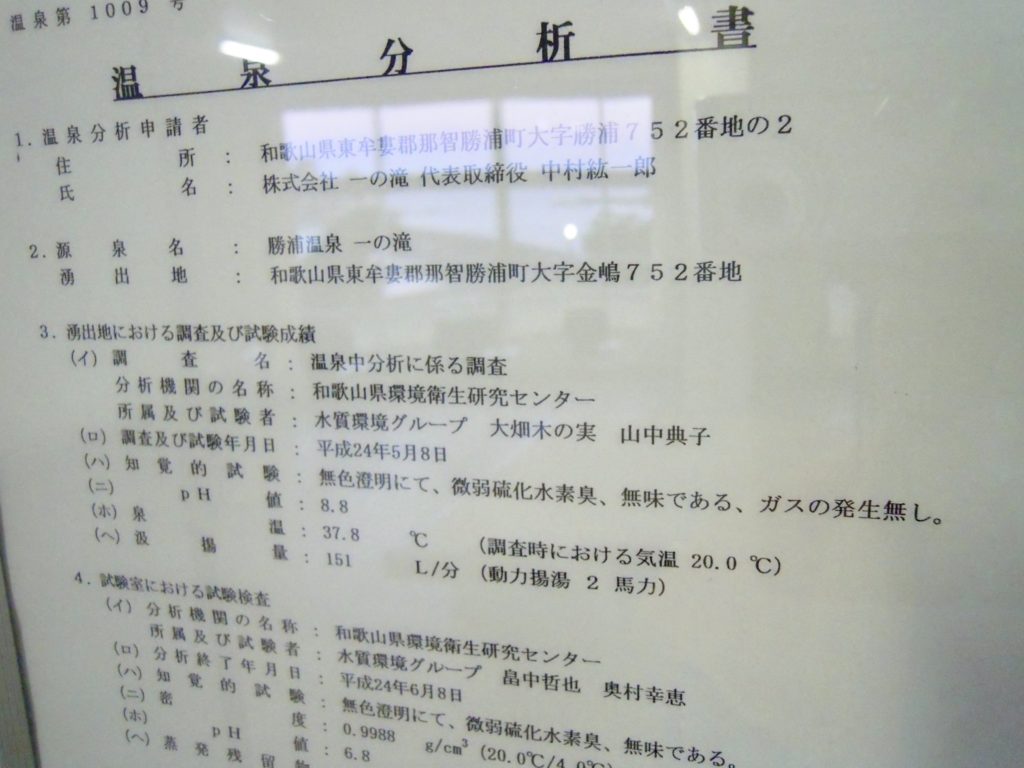 温泉第 1009 号
温泉分析書
1. 温泉分析申請者
住所 : 和歌山県東牟婁郡那智勝浦町大字勝浦752番地の2
氏名 : 株式会社 一の滝 代表取締役 中村紘一郎
2. 源泉名 : 勝浦温泉 一の滝
湧出地 : 和歌山県東牟婁郡那智勝浦町大字金嶋752番地
3. 湧出地における調査及び試験成績
(イ) 調査名 : 温泉中分析に係る調査
分析機関の名称 : 和歌山県環境衛生研究センター
所属及び試験者 : 水質環境グループ 大畑木の実 山中典子
(ロ) 調査及び試験年月日 : 平成24年5月8日
(ハ) 知覚的試験 : 無色澄明にて、微弱硫化水素臭、無味である、ガスの発生無し。
(ニ) pH値 : 8.8
(ホ) 泉温 : 37.8 ℃ (調査時における気温 20.0 ℃)
(ヘ) 汲揚量 : 151 L/分 (動力揚湯 2 馬力)
4. 試験室における試験検査
(イ) 分析機関の名称 : 和歌山県環境衛生研究センター
所属及び試験者 : 水質環境グループ 畠中哲也 奥村幸恵
(ロ) 分析終了年月日 : 平成24年6月8日
(ハ) 知覚的試験 : 無色澄明にて、微弱硫化水素臭、無味である。
(ニ) 密度 : 0.9988 g/cm³ (20.0℃/4.0℃)
(ホ) pH値 : 6.8
(ヘ) 蒸発残留物